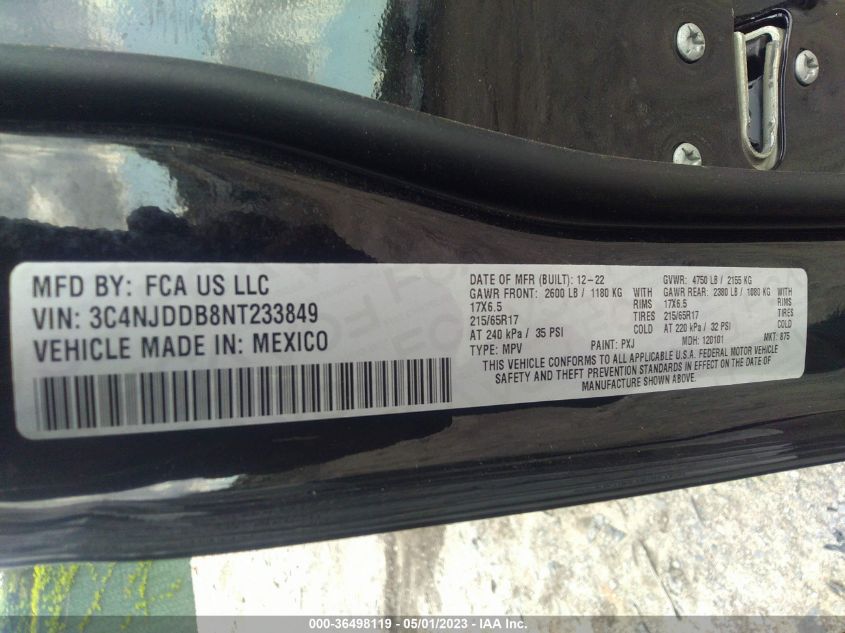 MFD BY: FCA US LLC
VIN: 3C4NJDDB8NT233849
VEHICLE MADE IN: MEXICO
DATE OF MFR (BUILT): 12-22 GVWR: 4750 LB / 2155 KG
GAWR FRONT: 2600 LB / 1180 KG GAWR REAR: 2380 LB / 1080 KG
17X6.5 RIMS 17X6.5 RIMS
215/65R17 TIRES 215/65R17 TIRES
AT 240 kPa / 35 PSI COLD AT 220 kPa / 32 PSI COLD
TYPE: MPV PAINT: PXJ MDH: 120101 MKT: 875
THIS VEHICLE CONFORMS TO ALL APPLICABLE U.S.A. FEDERAL MOTOR VEHICLE
SAFETY AND THEFT PREVENTION STANDARDS IN EFFECT ON THE DATE OF
MANUFACTURE SHOWN ABOVE.
000-36498119 - 05/01/2023 - IAA Inc.